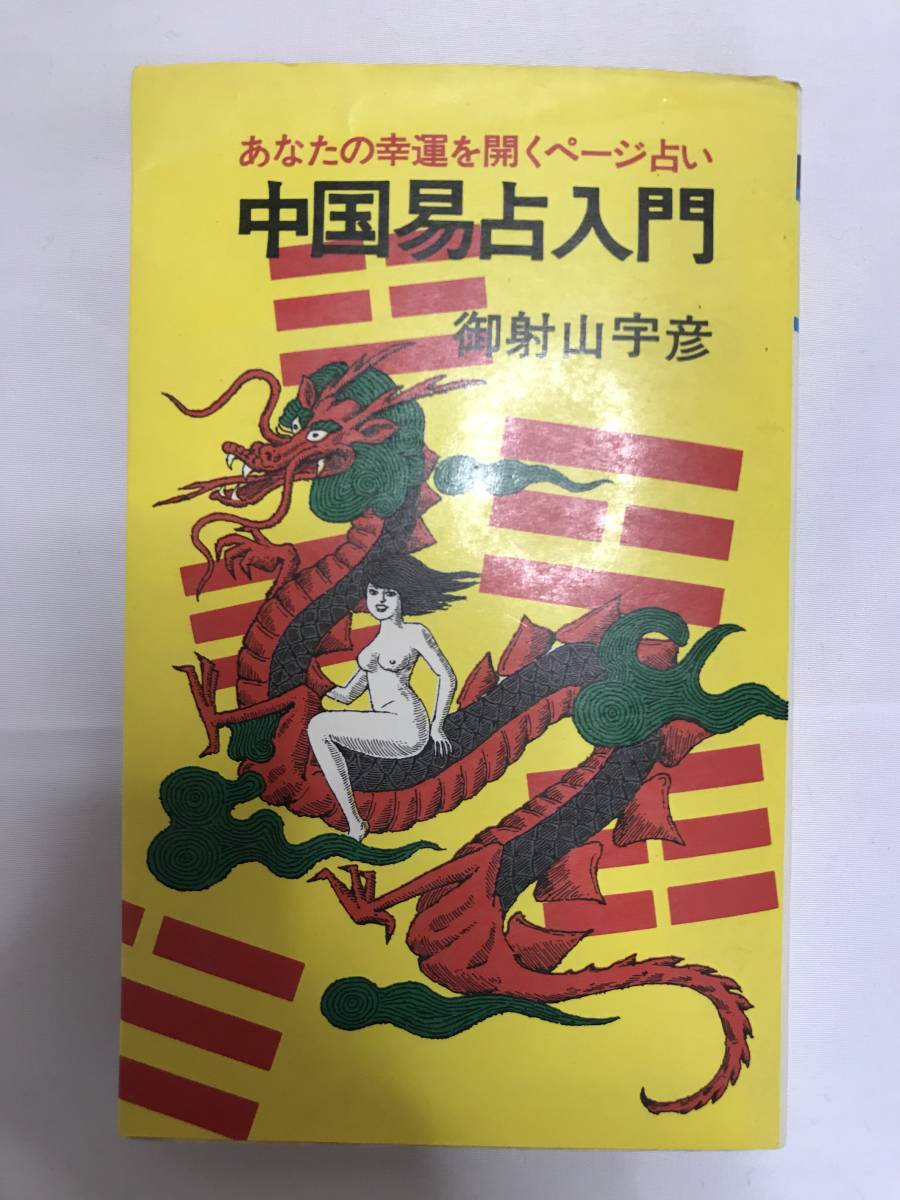 あなたの幸運を開くページ占い
中国易占入門
御射山宇彦